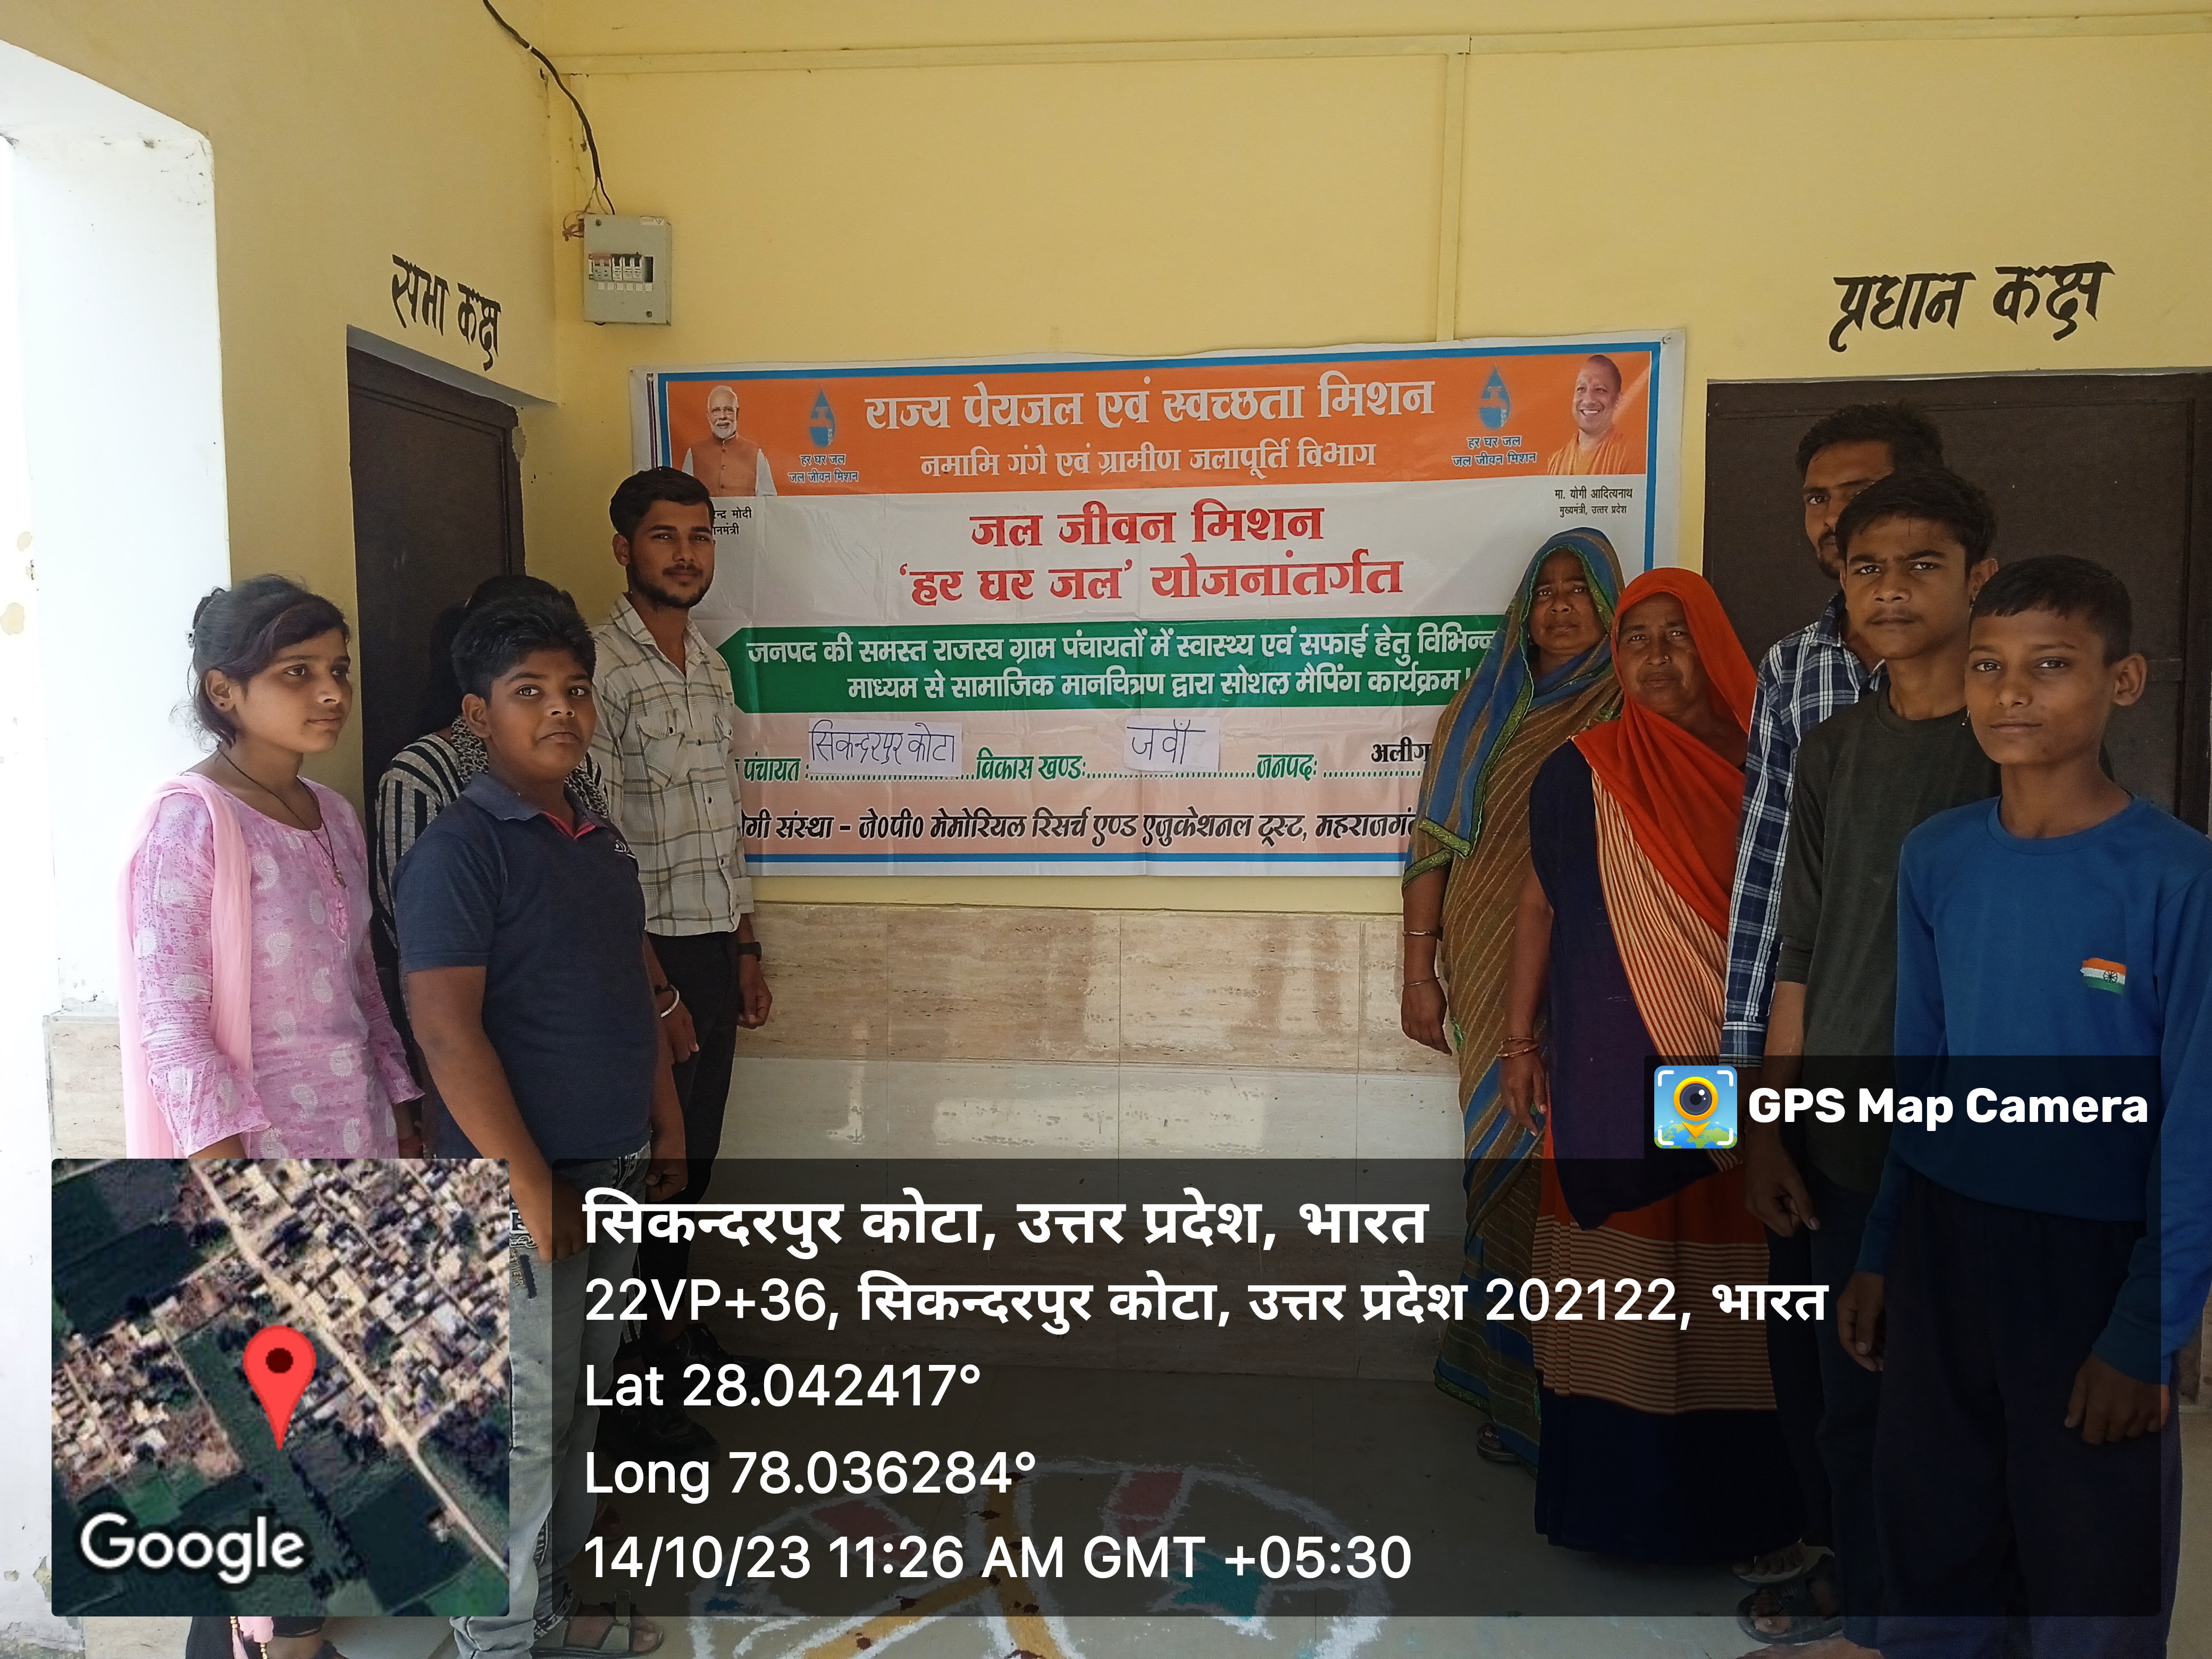 सभा कक्ष
प्रधान कक्ष
राज्य पेयजल एवं स्वच्छता मिशन
नमामि गंगे एवं ग्रामीण जलापूर्ति विभाग
हर घर जल
जल जीवन मिशन
हर घर जल
जल जीवन मिशन
मोदी
मा. योगी आदित्यनाथ
मुख्यमंत्री, उत्तर प्रदेश
जल जीवन मिशन
'हर घर जल' योजनांतर्गत
जनपद की समस्त राजस्व ग्राम पंचायतों में स्वास्थ्य एवं सफाई हेतु विभिन्न
माध्यम से सामाजिक मानचित्रण द्वारा सोशल मैपिंग कार्यक्रम।
पंचायत : सिकन्दरपुर कोटा विकास खण्ड: जवाँ जनपद: अलीग
संस्था - जे०पी० मेमोरियल रिसर्च एण्ड एजुकेशनल ट्रस्ट, महराजगं
GPS Map Camera
सिकन्दरपुर कोटा, उत्तर प्रदेश, भारत
22VP+36, सिकन्दरपुर कोटा, उत्तर प्रदेश 202122, भारत
Lat 28.042417°
Long 78.036284°
14/10/23 11:26 AM GMT +05:30
Google